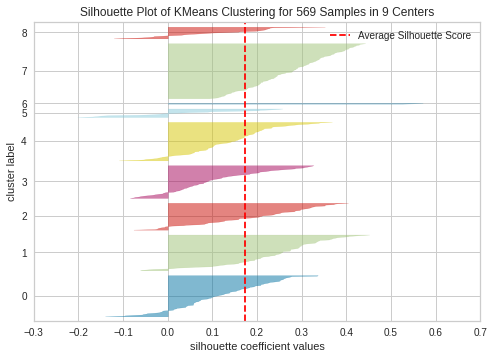 Silhouette Plot of KMeans Clustering for 569 Samples in 9 Centers
Average Silhouette Score
8
7
6
5
4
3
2
1
0
cluster label
−0.3 −0.2 −0.1 0.0 0.1 0.2 0.3 0.4 0.5 0.6 0.7
silhouette coefficient values